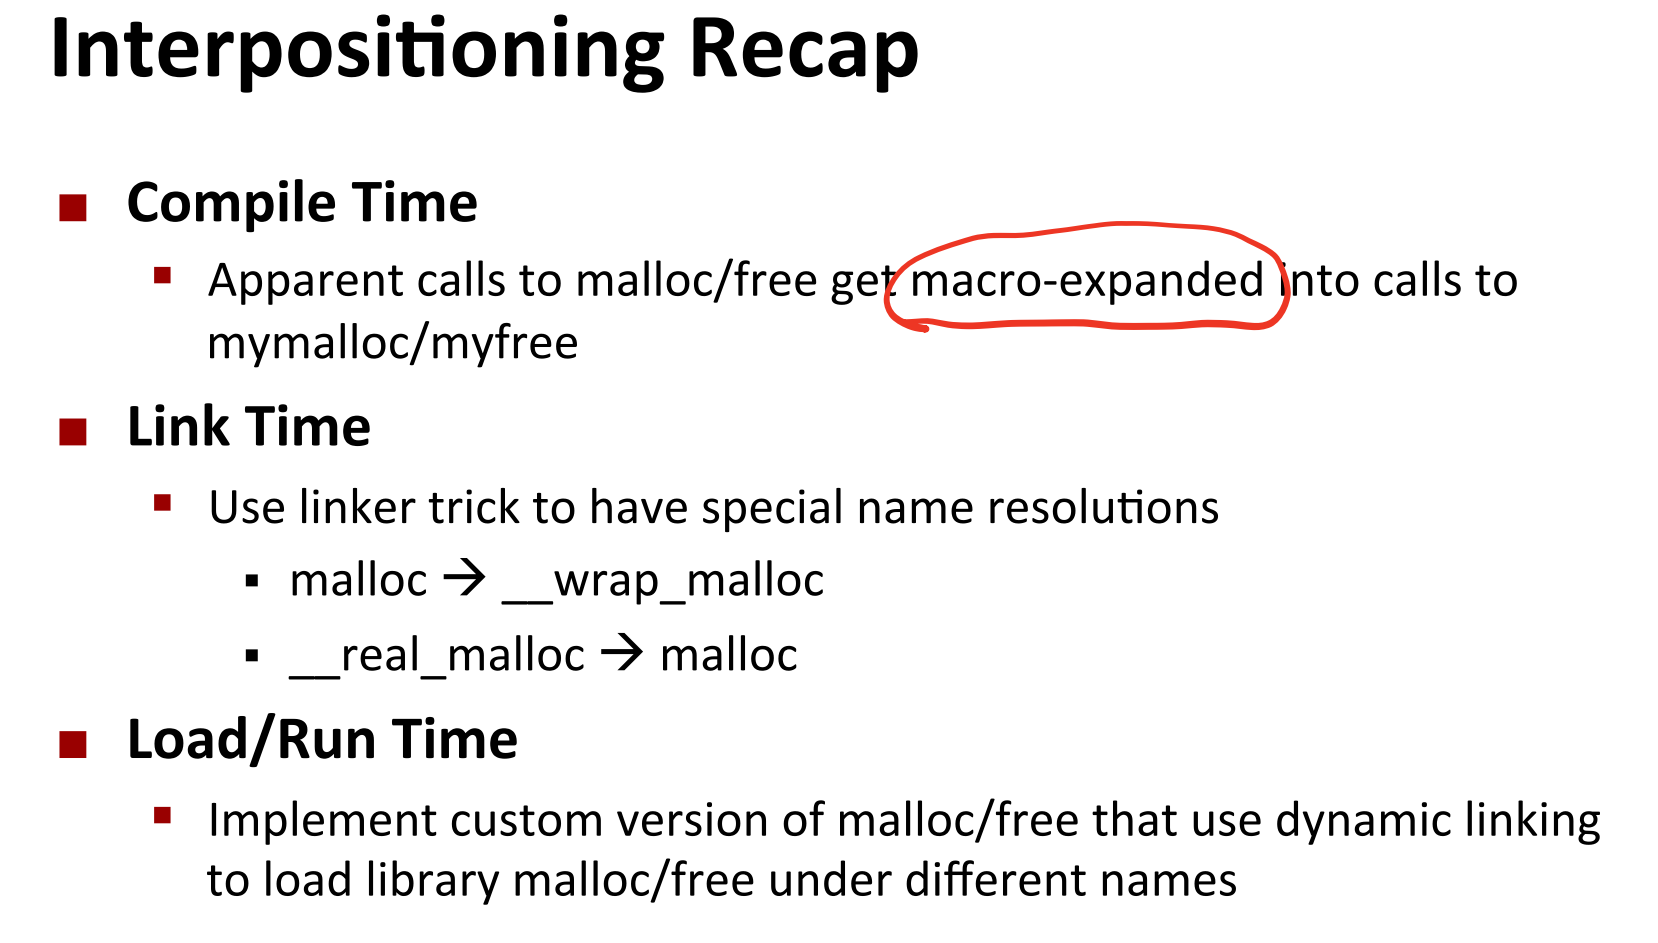 Interpositioning Recap
Compile Time
Apparent calls to malloc/free get macro-expanded into calls to
mymalloc/myfree
Link Time
Use linker trick to have special name resolutions
malloc → __wrap_malloc
__real_malloc → malloc
Load/Run Time
Implement custom version of malloc/free that use dynamic linking
to load library malloc/free under different names